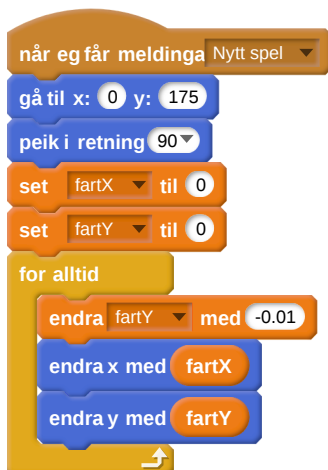 når eg får meldinga Nytt spel
gå til x: 0 y: 175
peik i retning 90
set fartX til 0
set fartY til 0
for alltid
endra fartY med -0.01
endra x med fartX
endra y med fartY